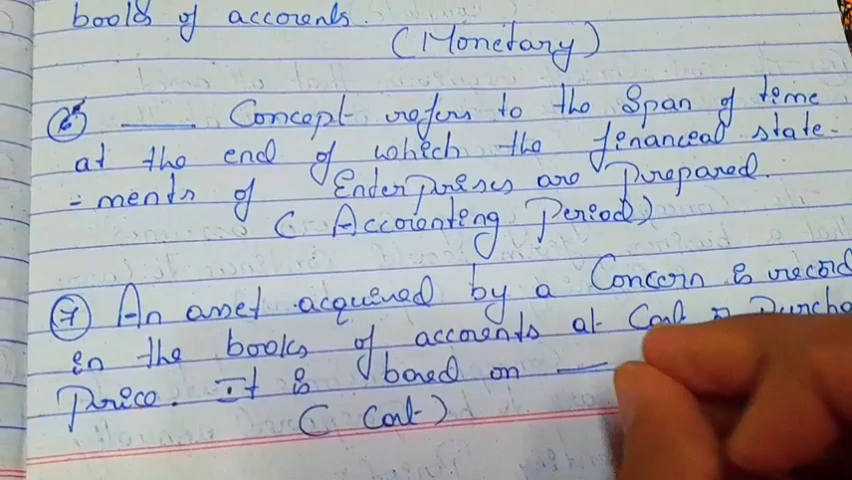 books of accounts.
(Monetary)
⑥ ___ Concept refers to the Span of time
at the end of which the financial state-
=ments of Enterprises are prepared.
( Accounting Period)
⑦ An asset acquired by a Concern is record
in the books of accounts at Cost
Price. It is based on ___
( Cost )